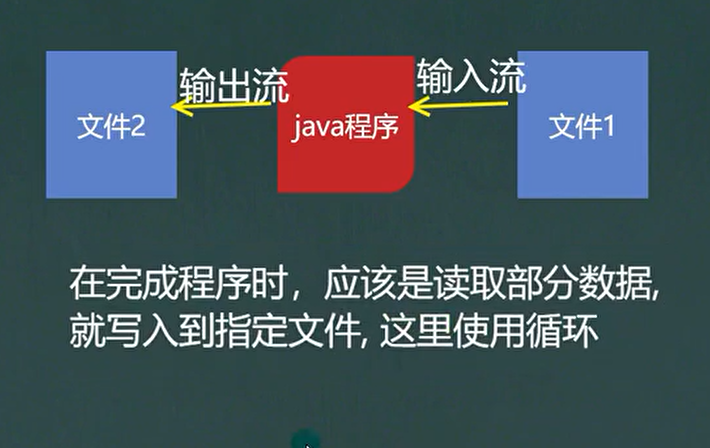 输出流
输入流
文件2
java程序
文件1
在完成程序时，应该是读取部分数据,
就写入到指定文件, 这里使用循环